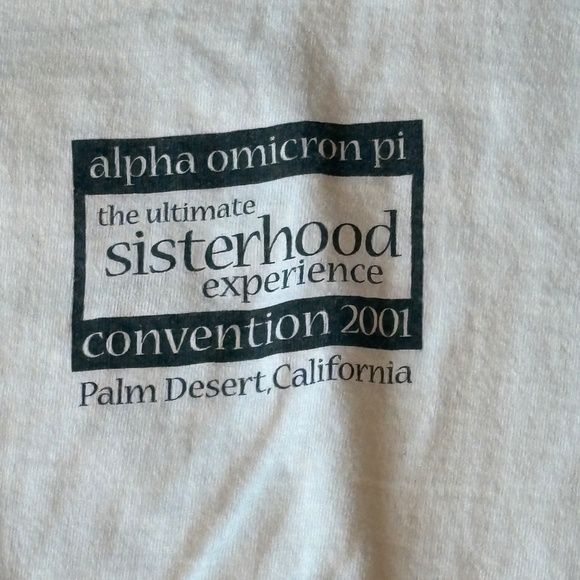 alpha omicron pi
the ultimate
sisterhood
experience
convention 2001
Palm Desert, California